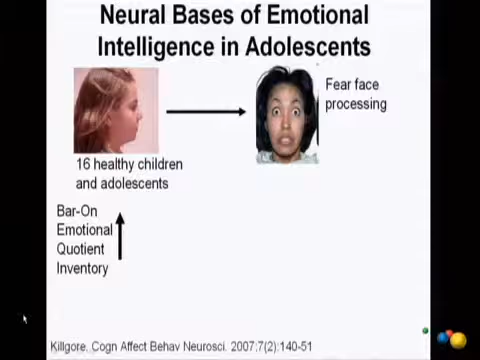 Neural Bases of Emotional
Intelligence in Adolescents
Fear face
processing
16 healthy children
and adolescents
Bar-On
Emotional
Quotient
Inventory
Killgore. Cogn Affect Behav Neurosci. 2007;7(2):140-51